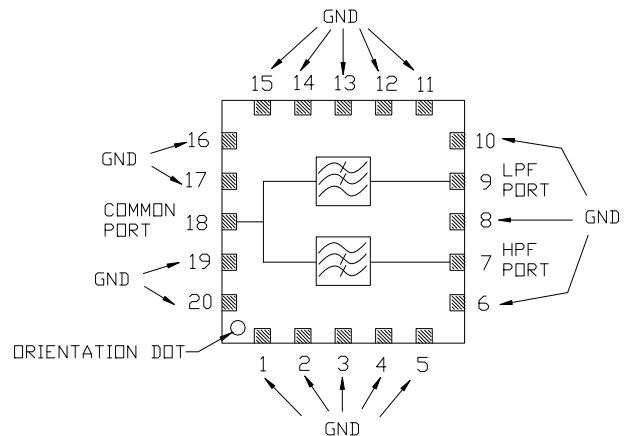 GND
15 14 13 12 11
16
10
GND
17
9 LPF
PORT
COMMON
PORT
18
8
GND
19
7 HPF
PORT
GND
20
6
ORIENTATION DOT
1 2 3 4 5
GND